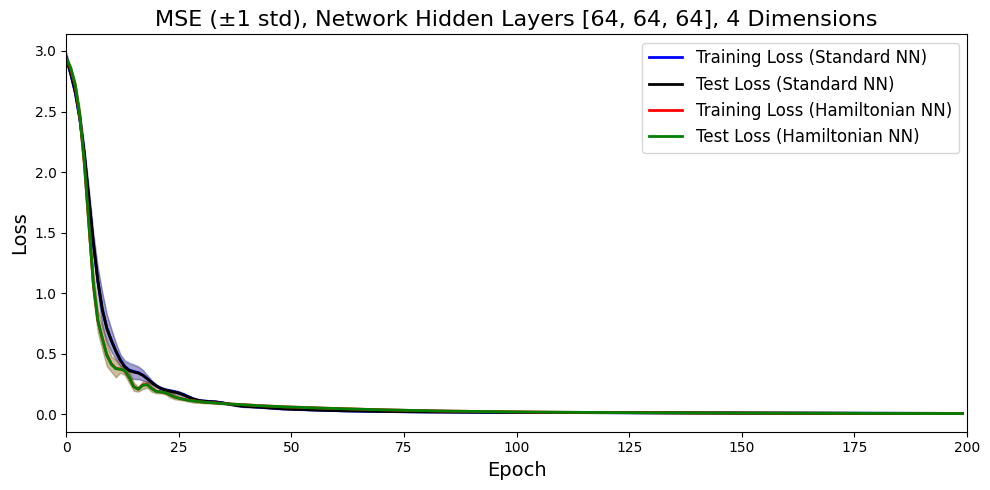 MSE (±1 std), Network Hidden Layers [64, 64, 64], 4 Dimensions
Training Loss (Standard NN)
Test Loss (Standard NN)
Training Loss (Hamiltonian NN)
Test Loss (Hamiltonian NN)
Loss
3.0
2.5
2.0
1.5
1.0
0.5
0.0
0 25 50 75 100 125 150 175 200
Epoch